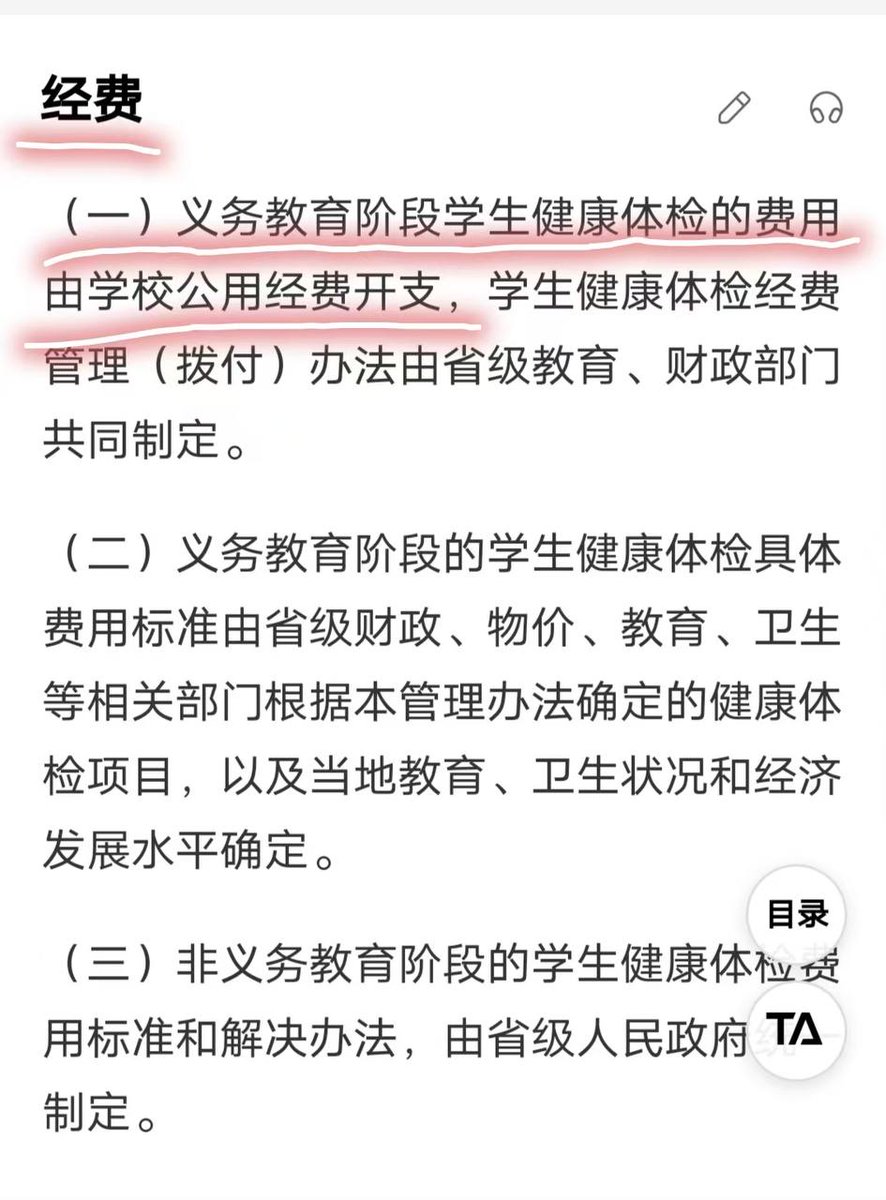 经费
（一）义务教育阶段学生健康体检的费用
由学校公用经费开支，学生健康体检经费
管理（拨付）办法由省级教育、财政部门
共同制定。
（二）义务教育阶段的学生健康体检具体
费用标准由省级财政、物价、教育、卫生
等相关部门根据本管理办法确定的健康体
检项目，以及当地教育、卫生状况和经济
发展水平确定。
目录
（三）非义务教育阶段的学生健康体检费
用标准和解决办法，由省级人民政府统一
TA
制定。